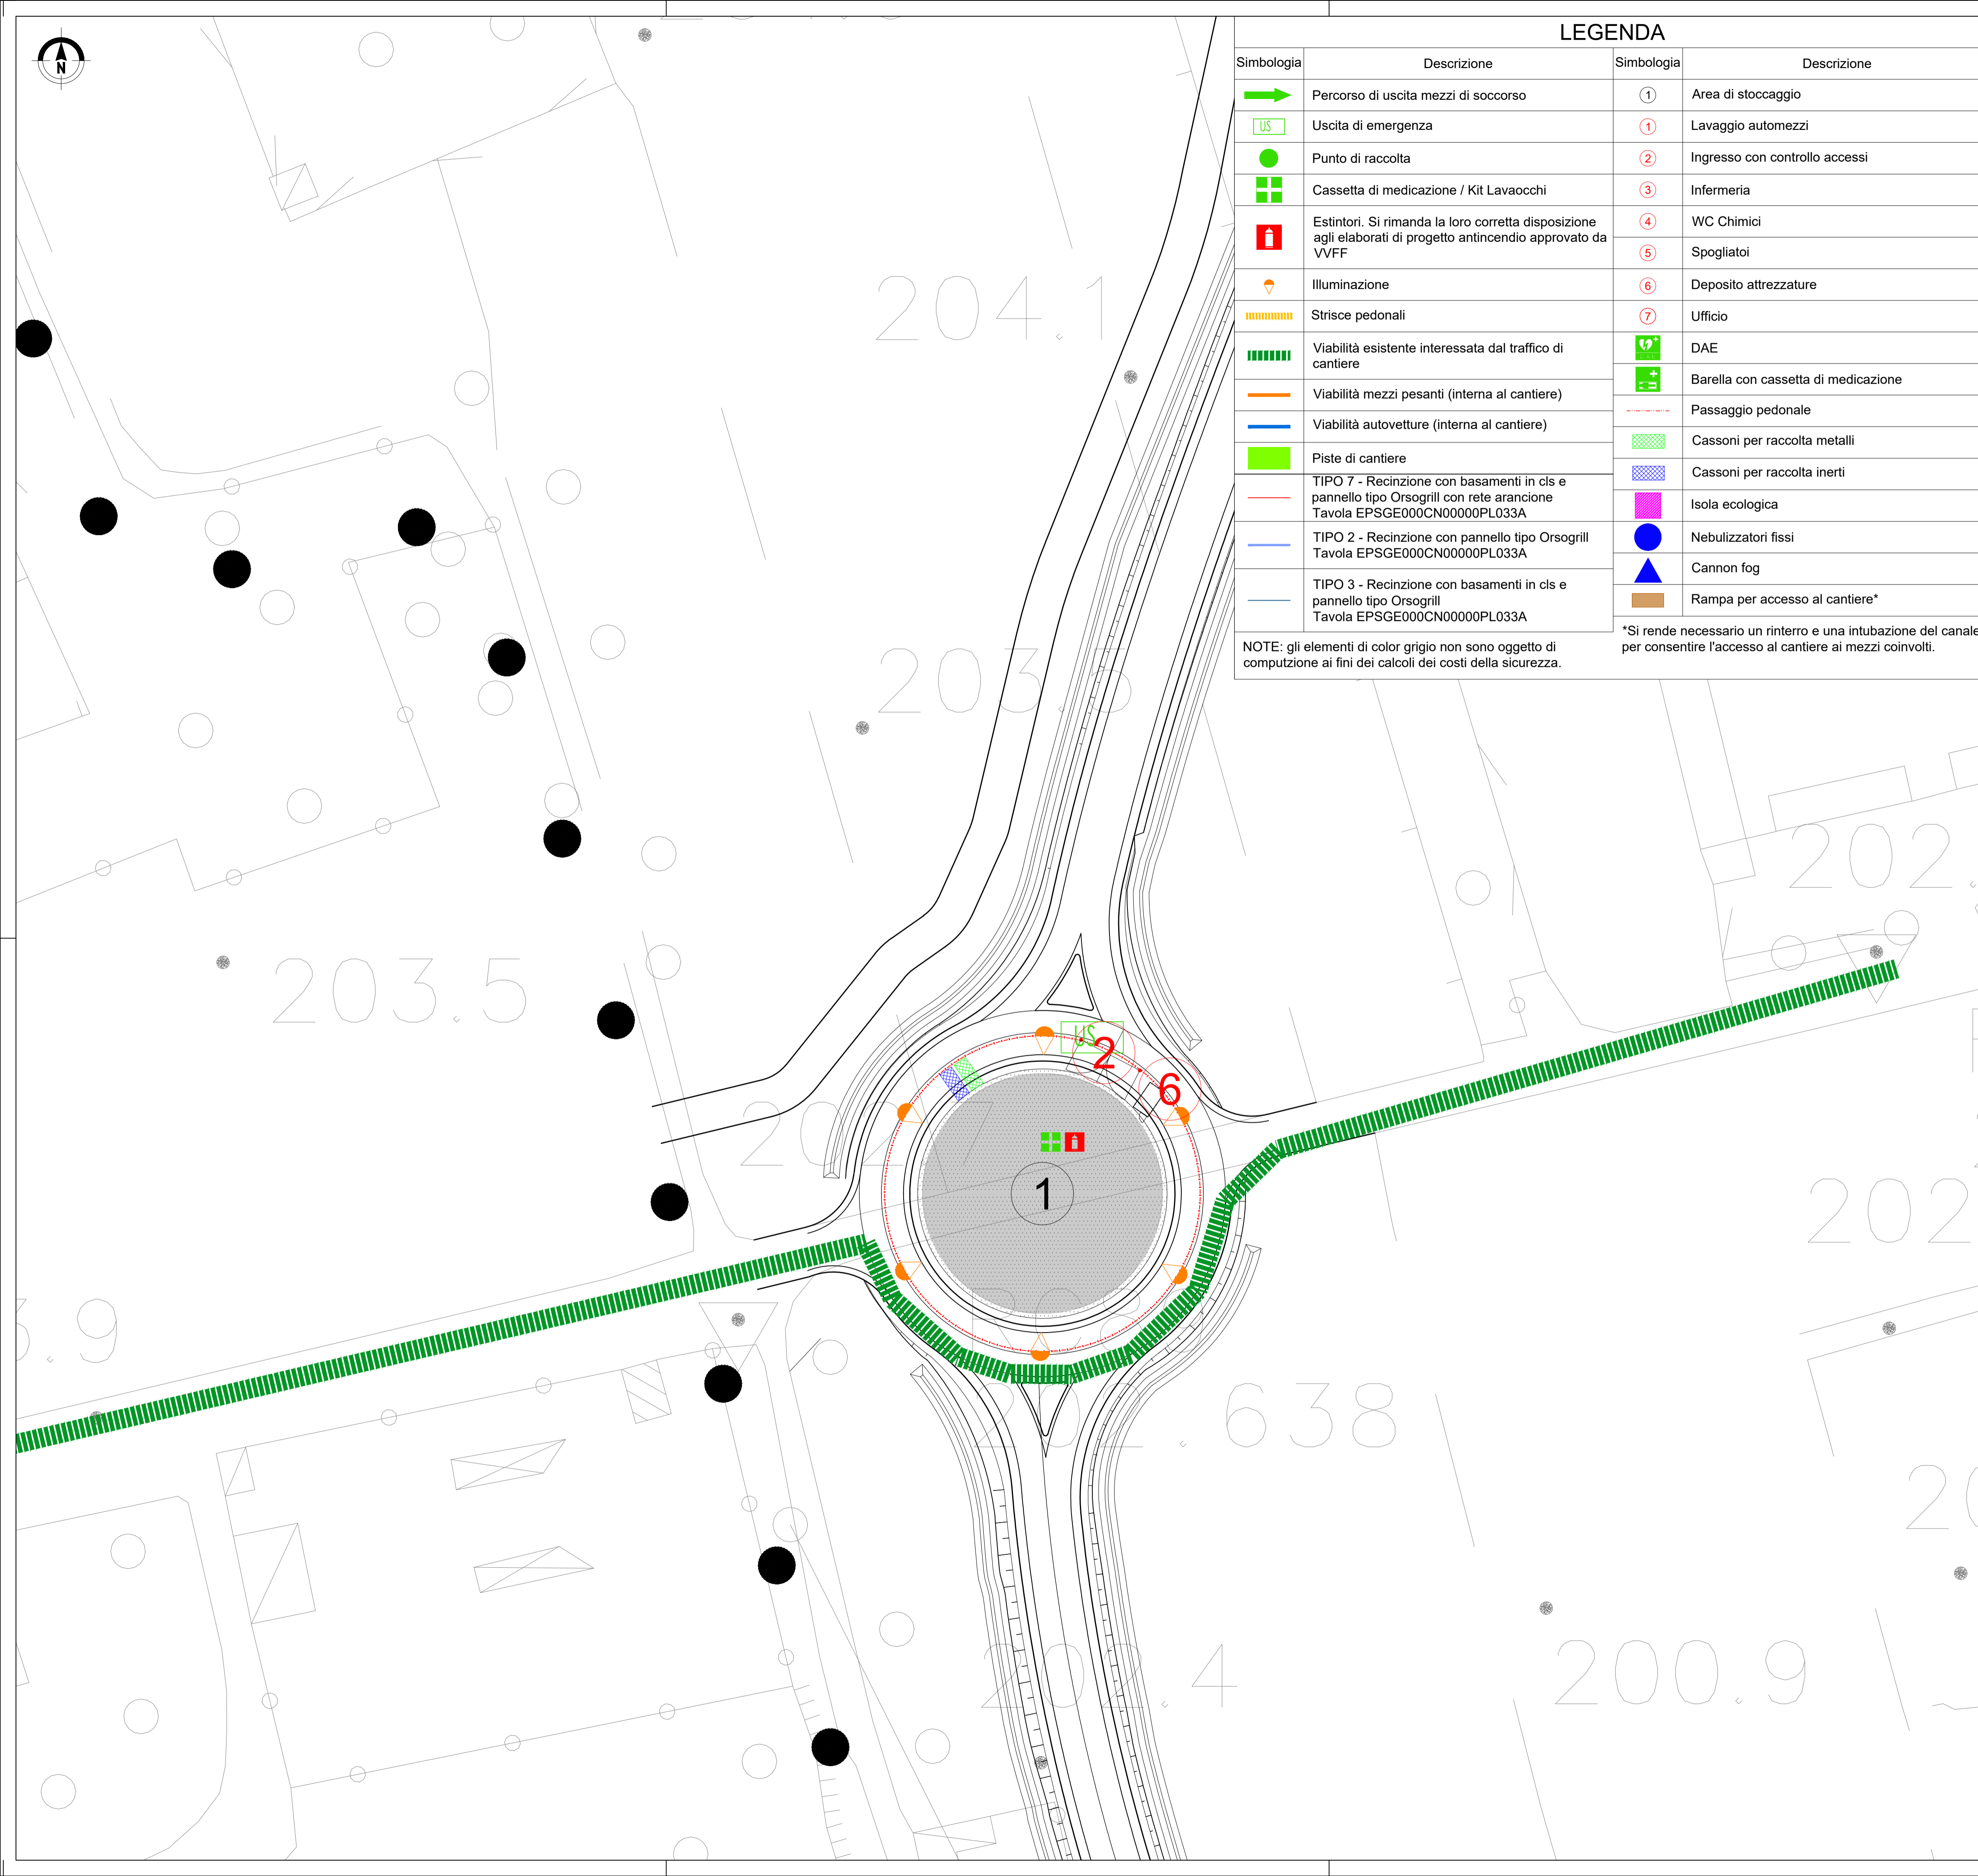 N
LEGENDA
Simbologia
Descrizione
Simbologia
Descrizione
Percorso di uscita mezzi di soccorso
1
Area di stoccaggio
US
Uscita di emergenza
1
Lavaggio automezzi
Punto di raccolta
2
Ingresso con controllo accessi
Cassetta di medicazione / Kit Lavaocchi
3
Infermeria
Estintori. Si rimanda la loro corretta disposizione
agli elaborati di progetto antincendio approvato da
VVFF
4
WC Chimici
5
Spogliatoi
Illuminazione
6
Deposito attrezzature
Strisce pedonali
7
Ufficio
Viabilità esistente interessata dal traffico di
cantiere
DAE
Barella con cassetta di medicazione
Viabilità mezzi pesanti (interna al cantiere)
Passaggio pedonale
Viabilità autovetture (interna al cantiere)
Cassoni per raccolta metalli
Piste di cantiere
Cassoni per raccolta inerti
TIPO 7 - Recinzione con basamenti in cls e
pannello tipo Orsogrill con rete arancione
Tavola EPSGE000CN00000PL033A
Isola ecologica
TIPO 2 - Recinzione con pannello tipo Orsogrill
Tavola EPSGE000CN00000PL033A
Nebulizzatori fissi
Cannon fog
TIPO 3 - Recinzione con basamenti in cls e
pannello tipo Orsogrill
Tavola EPSGE000CN00000PL033A
Rampa per accesso al cantiere*
*Si rende necessario un rinterro e una intubazione del canale
per consentire l'accesso al cantiere ai mezzi coinvolti.
NOTE: gli elementi di color grigio non sono oggetto di
computzione ai fini dei calcoli dei costi della sicurezza.
204.1
203.5
202.
203.5
US
2
6
202.7
1
202
.9
202.638
202.4
200.9